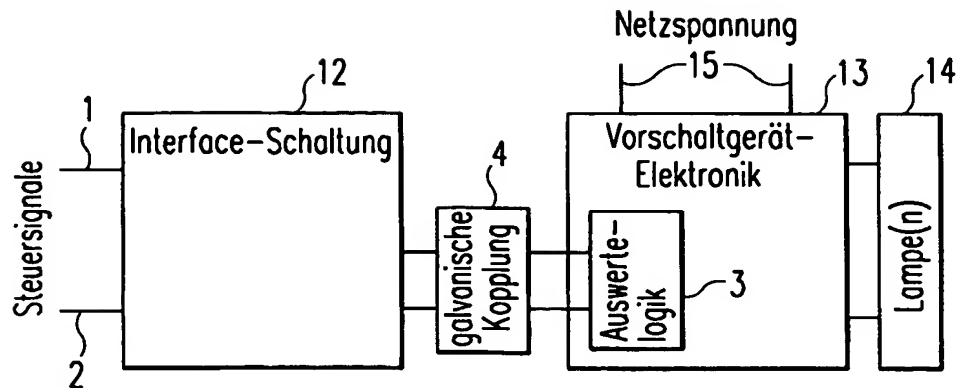 Netzspannung
12
15
13
14
1
Interface-Schaltung
Vorschaltgerät-
Elektronik
4
Steuersignale
galvanische
Kopplung
Auswerte-
logik
3
Lampe(n)
2